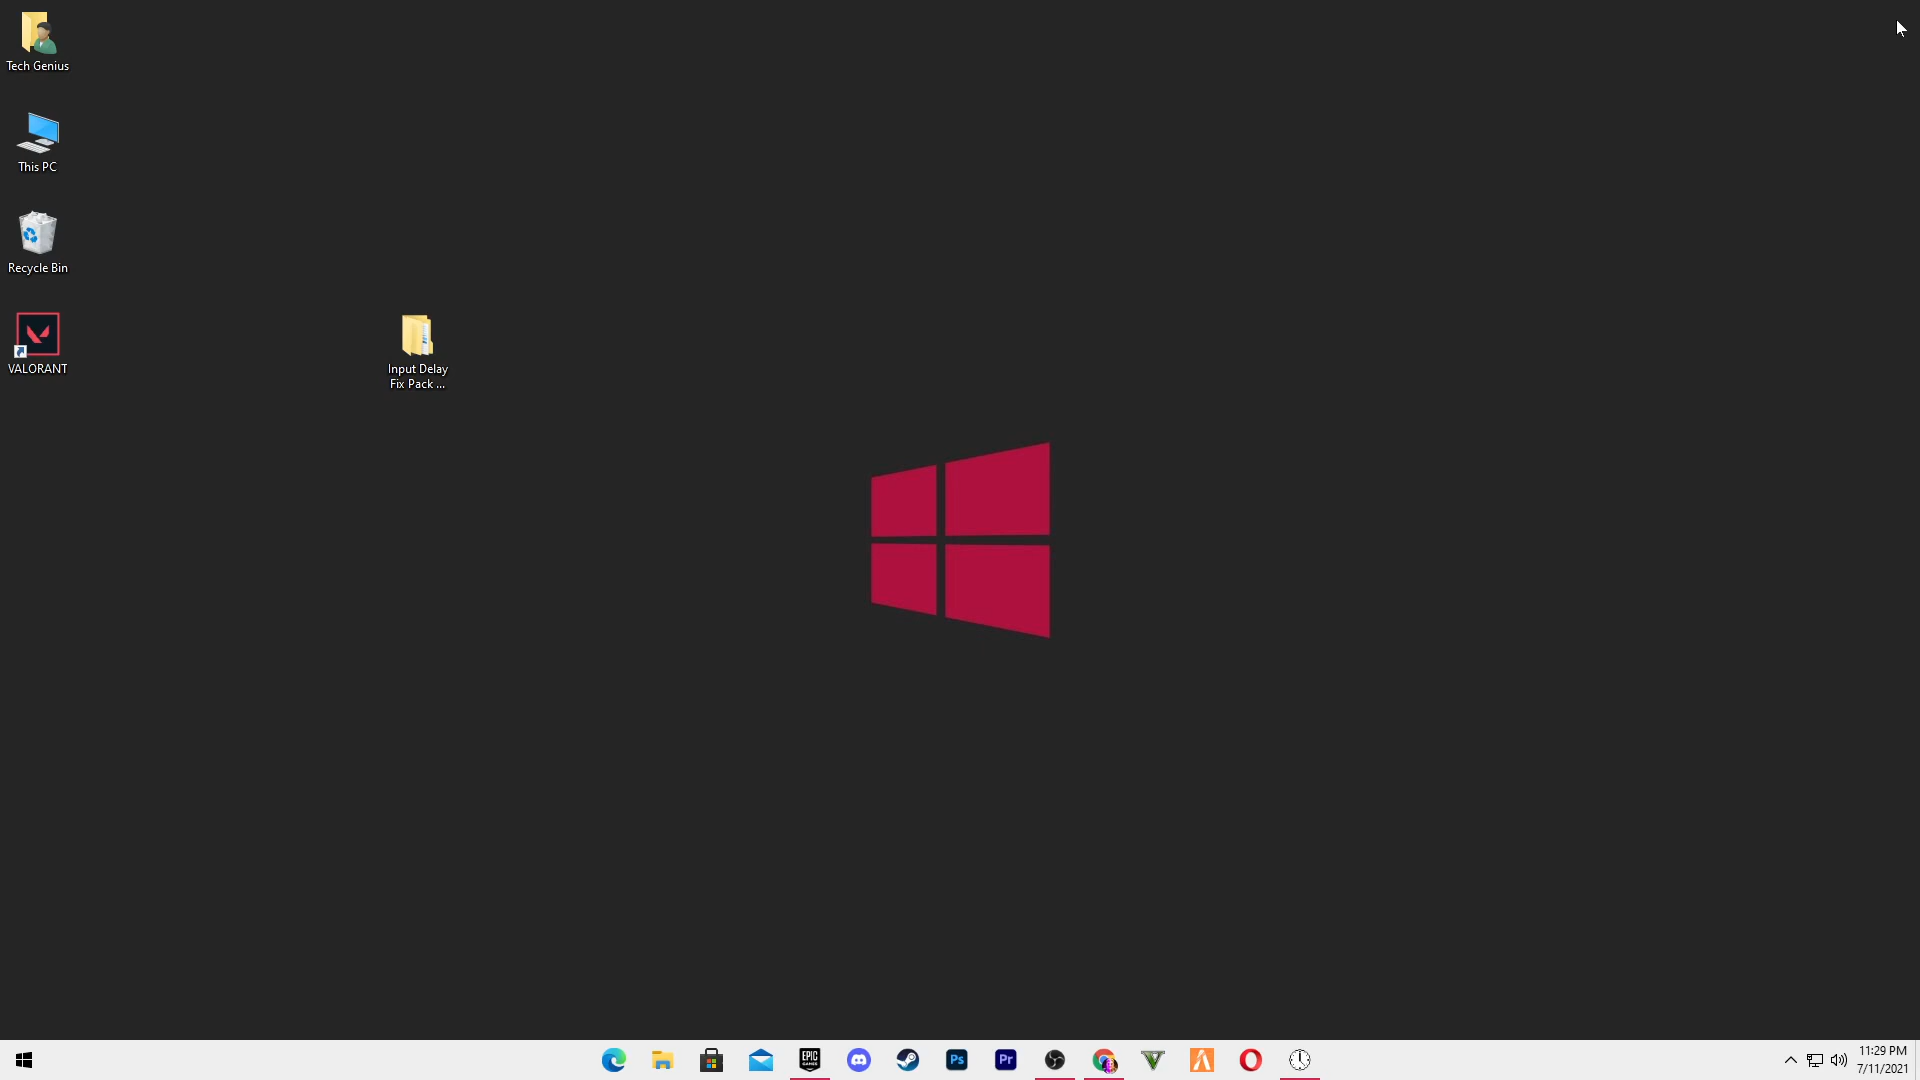 Tech Genius
This PC
Recycle Bin
VALORANT
Input Delay
Fix Pack ...
EPIC
GAMES
Ps
Pr
11:29 PM
7/11/2021